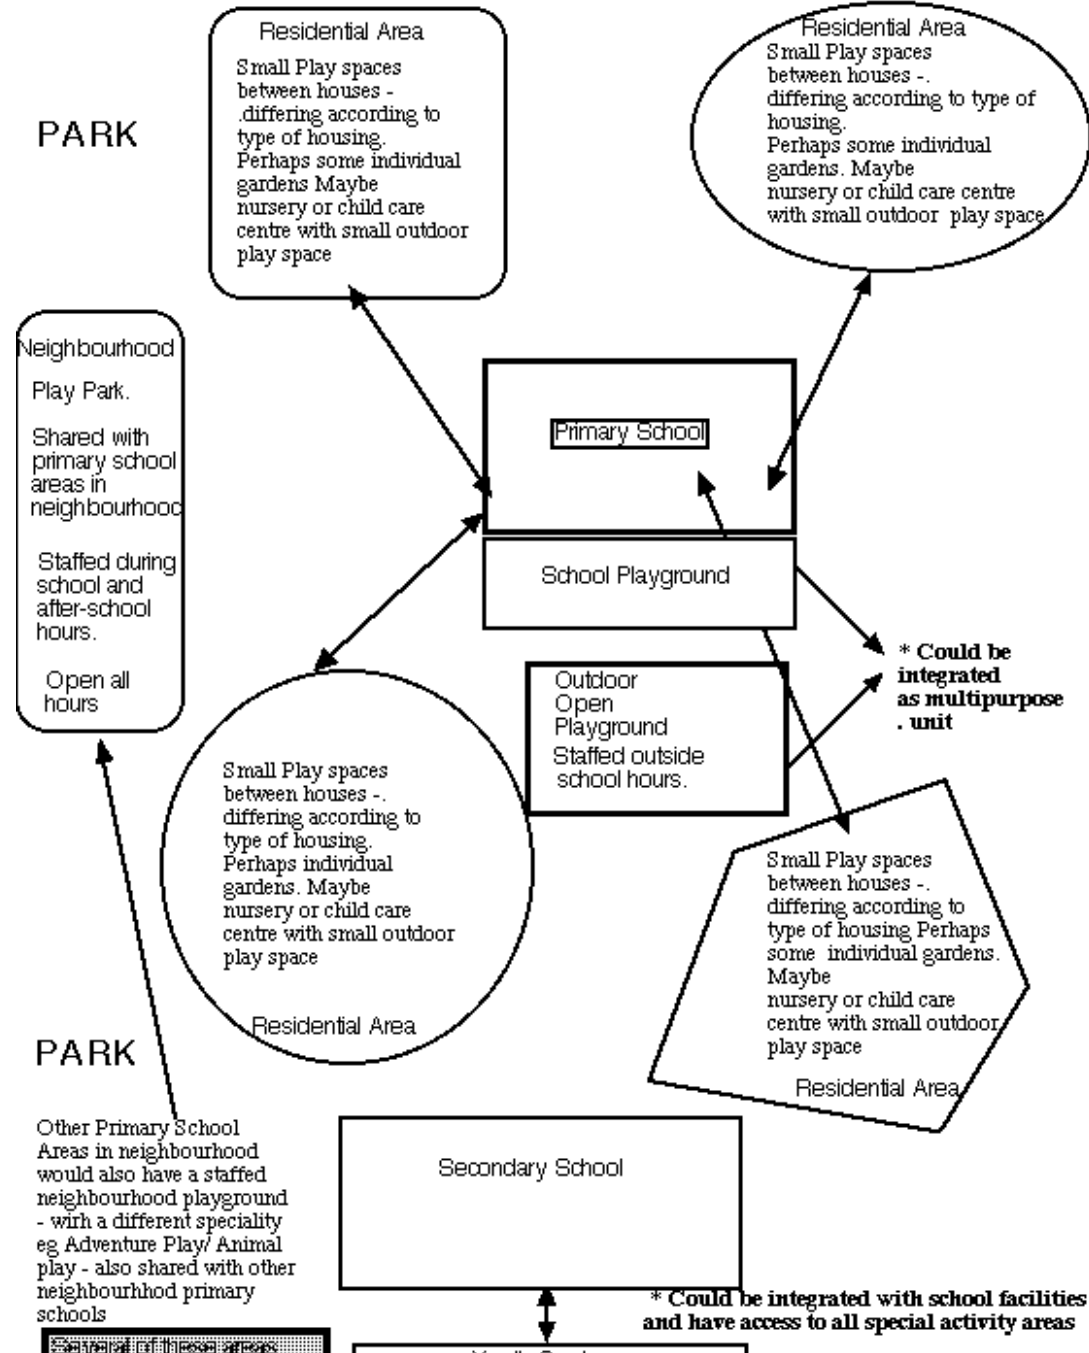 Residential Area
Small Play spaces
between houses -
.differing according to
type of housing.
Perhaps some individual
gardens Maybe
nursery or child care
centre with small outdoor
play space
Residential Area
Small Play spaces
between houses -.
differing according to type of
housing.
Perhaps some individual
gardens. Maybe
nursery or child care centre
with small outdoor play space
PARK
Neighbourhood
Play Park.
Shared with
primary school
areas in
neighbourhood
Staffed during
school and
after-school
hours.
Open all
hours
Primary School
School Playground
* Could be
integrated
as multipurpose
. unit
Outdoor
Open
Playground
Staffed outside
school hours.
Small Play spaces
between houses -.
differing according to
type of housing.
Perhaps individual
gardens. Maybe
nursery or child care
centre with small outdoor
play space
Residential Area
Small Play spaces
between houses -.
differing according to
type of housing Perhaps
some individual gardens.
Maybe
nursery or child care
centre with small outdoor
play space
Residential Area
PARK
Other Primary School
Areas in neighbourhood
would also have a staffed
neighbourhood playground
- wirh a different speciality
eg Adventure Play/ Animal
play - also shared with other
neighbourhhod primary
schools
Secondary School
* Could be integrated with school facilities
and have access to all special activity areas
Several of these areas